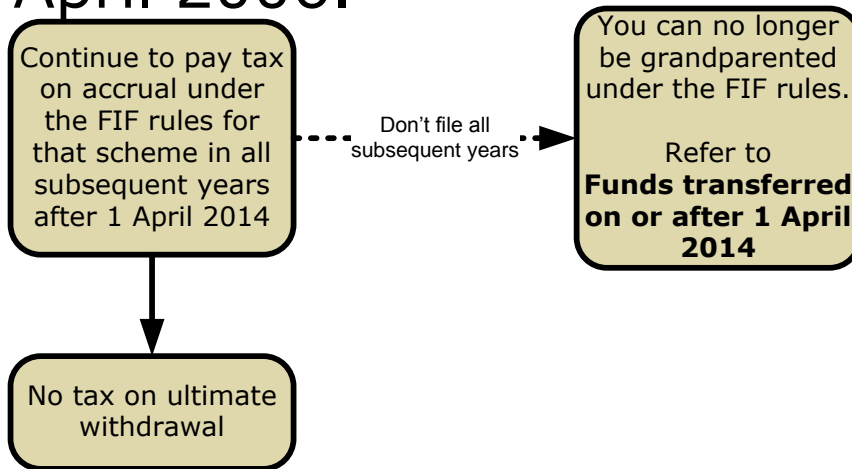 April 2006.
Continue to pay tax
on accrual under
the FIF rules for
that scheme in all
subsequent years
after 1 April 2014
Don't file all
subsequent years
You can no longer
be grandparented
under the FIF rules.
Refer to
Funds transferred
on or after 1 April
2014
No tax on ultimate
withdrawal